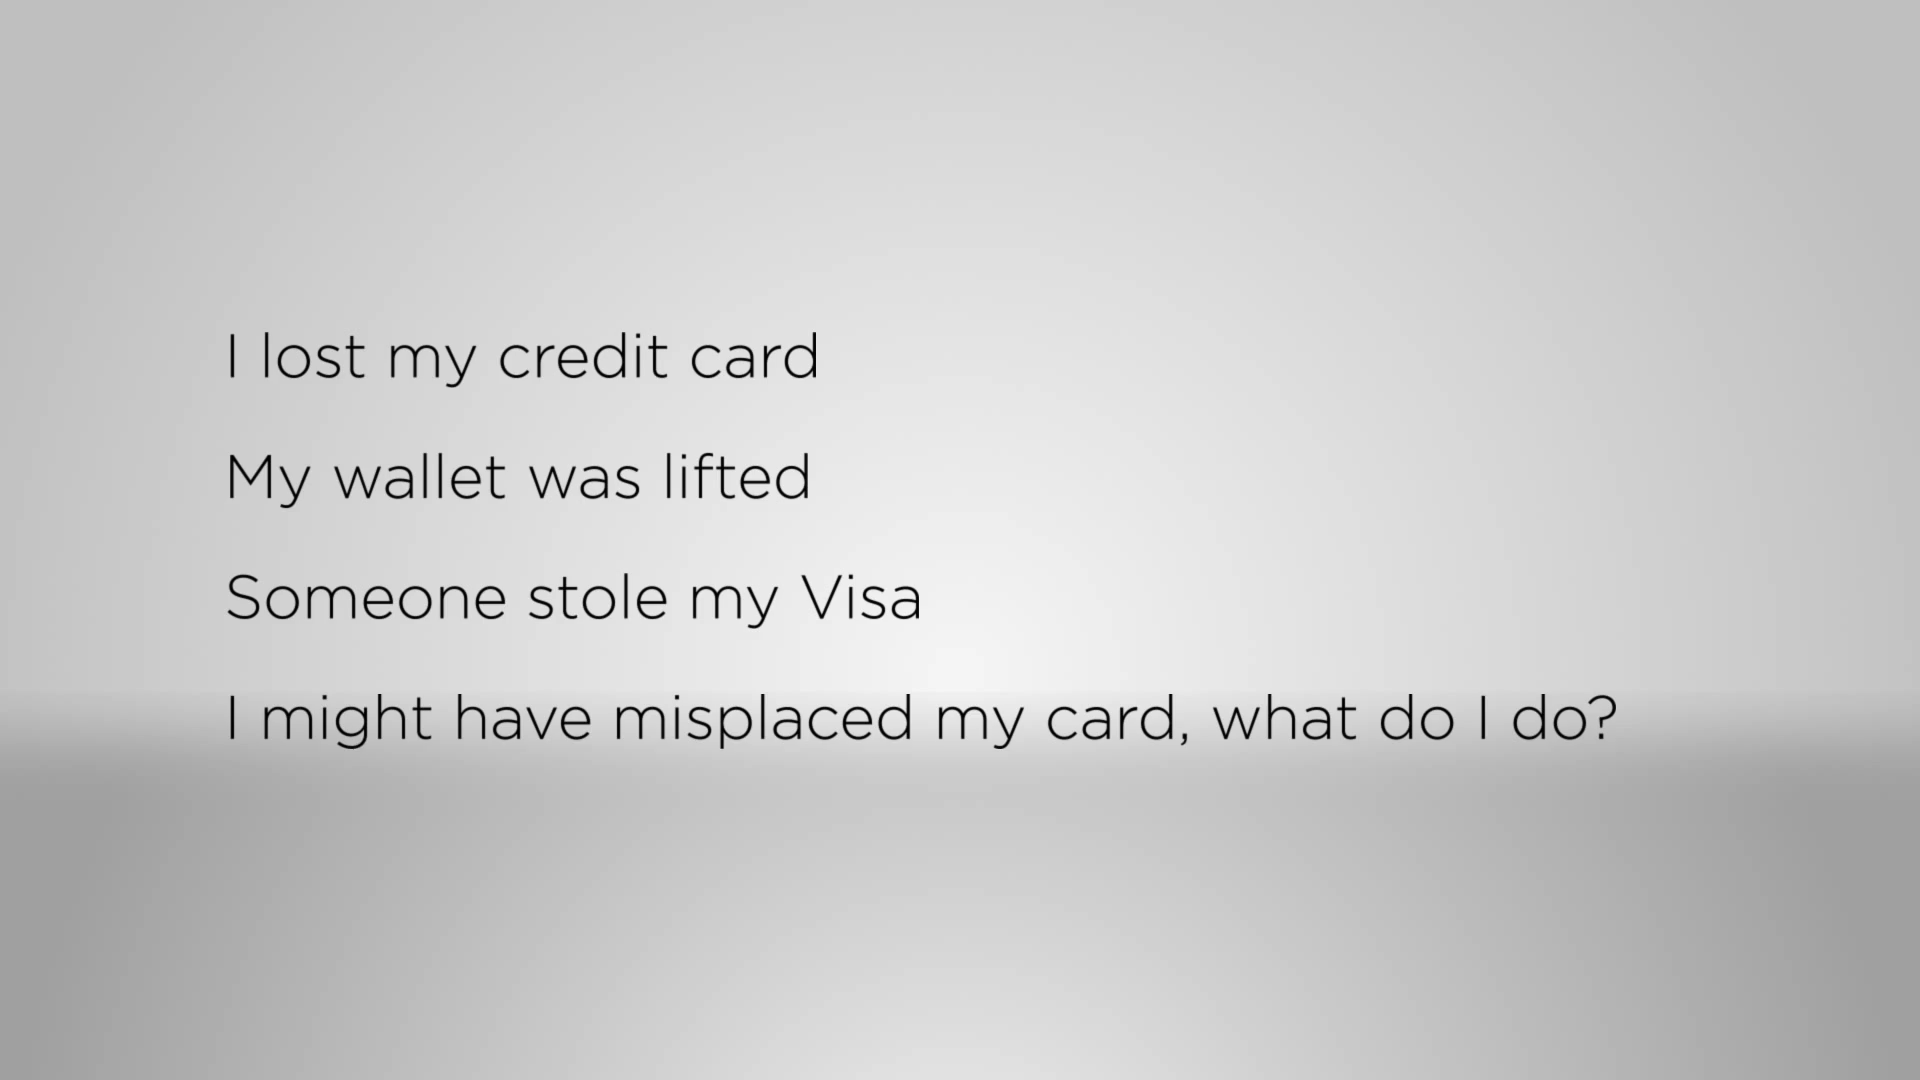 I lost my credit card
My wallet was lifted
Someone stole my Visa
I might have misplaced my card, what do I do?